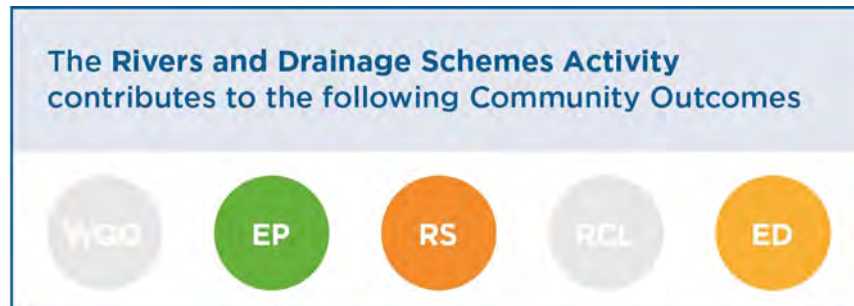 The Rivers and Drainage Schemes Activity
contributes to the following Community Outcomes
WGO EP RS RCL ED